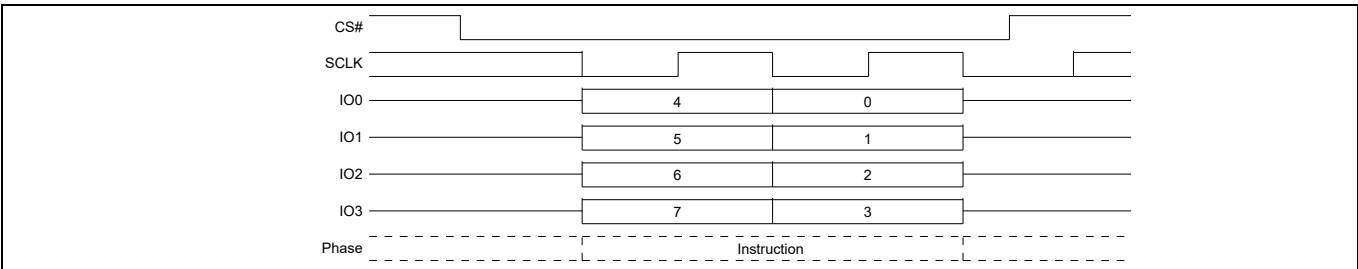 CS#
SCLK
IO0 4 0
IO1 5 1
IO2 6 2
IO3 7 3
Phase Instruction